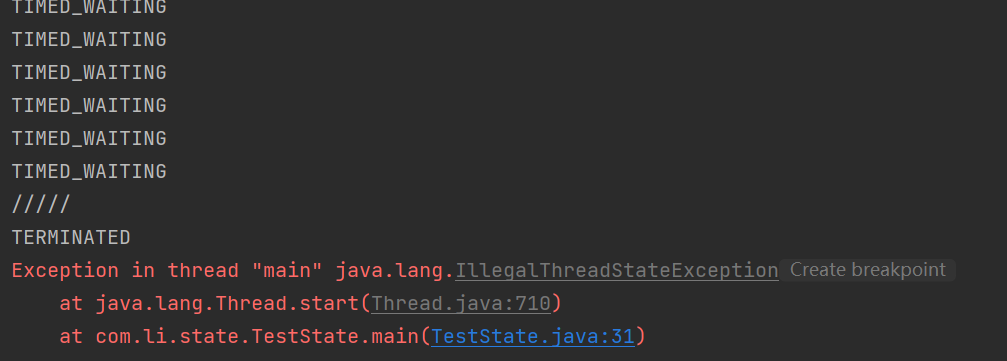 TIMED_WAITING
TIMED_WAITING
TIMED_WAITING
TIMED_WAITING
TIMED_WAITING
TIMED_WAITING
/////
TERMINATED
Exception in thread "main" java.lang.IllegalThreadStateException Create breakpoint
    at java.lang.Thread.start(Thread.java:710)
    at com.li.state.TestState.main(TestState.java:31)